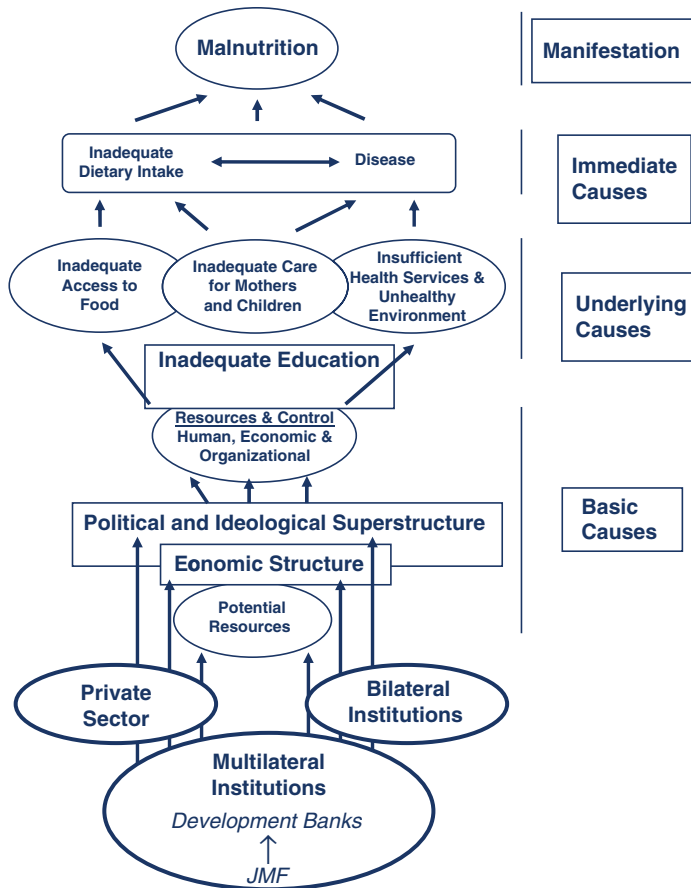 Malnutrition
Manifestation
Inadequate
Dietary Intake
Disease
Immediate
Causes
Inadequate
Access to
Food
Inadequate Care
for Mothers
and Children
Insufficient
Health Services &
Unhealthy
Environment
Underlying
Causes
Inadequate Education
Resources & Control
Human, Economic &
Organizational
Political and Ideological Superstructure
Basic
Causes
Eonomic Structure
Potential
Resources
Private
Sector
Bilateral
Institutions
Multilateral
Institutions
Development Banks
JMF